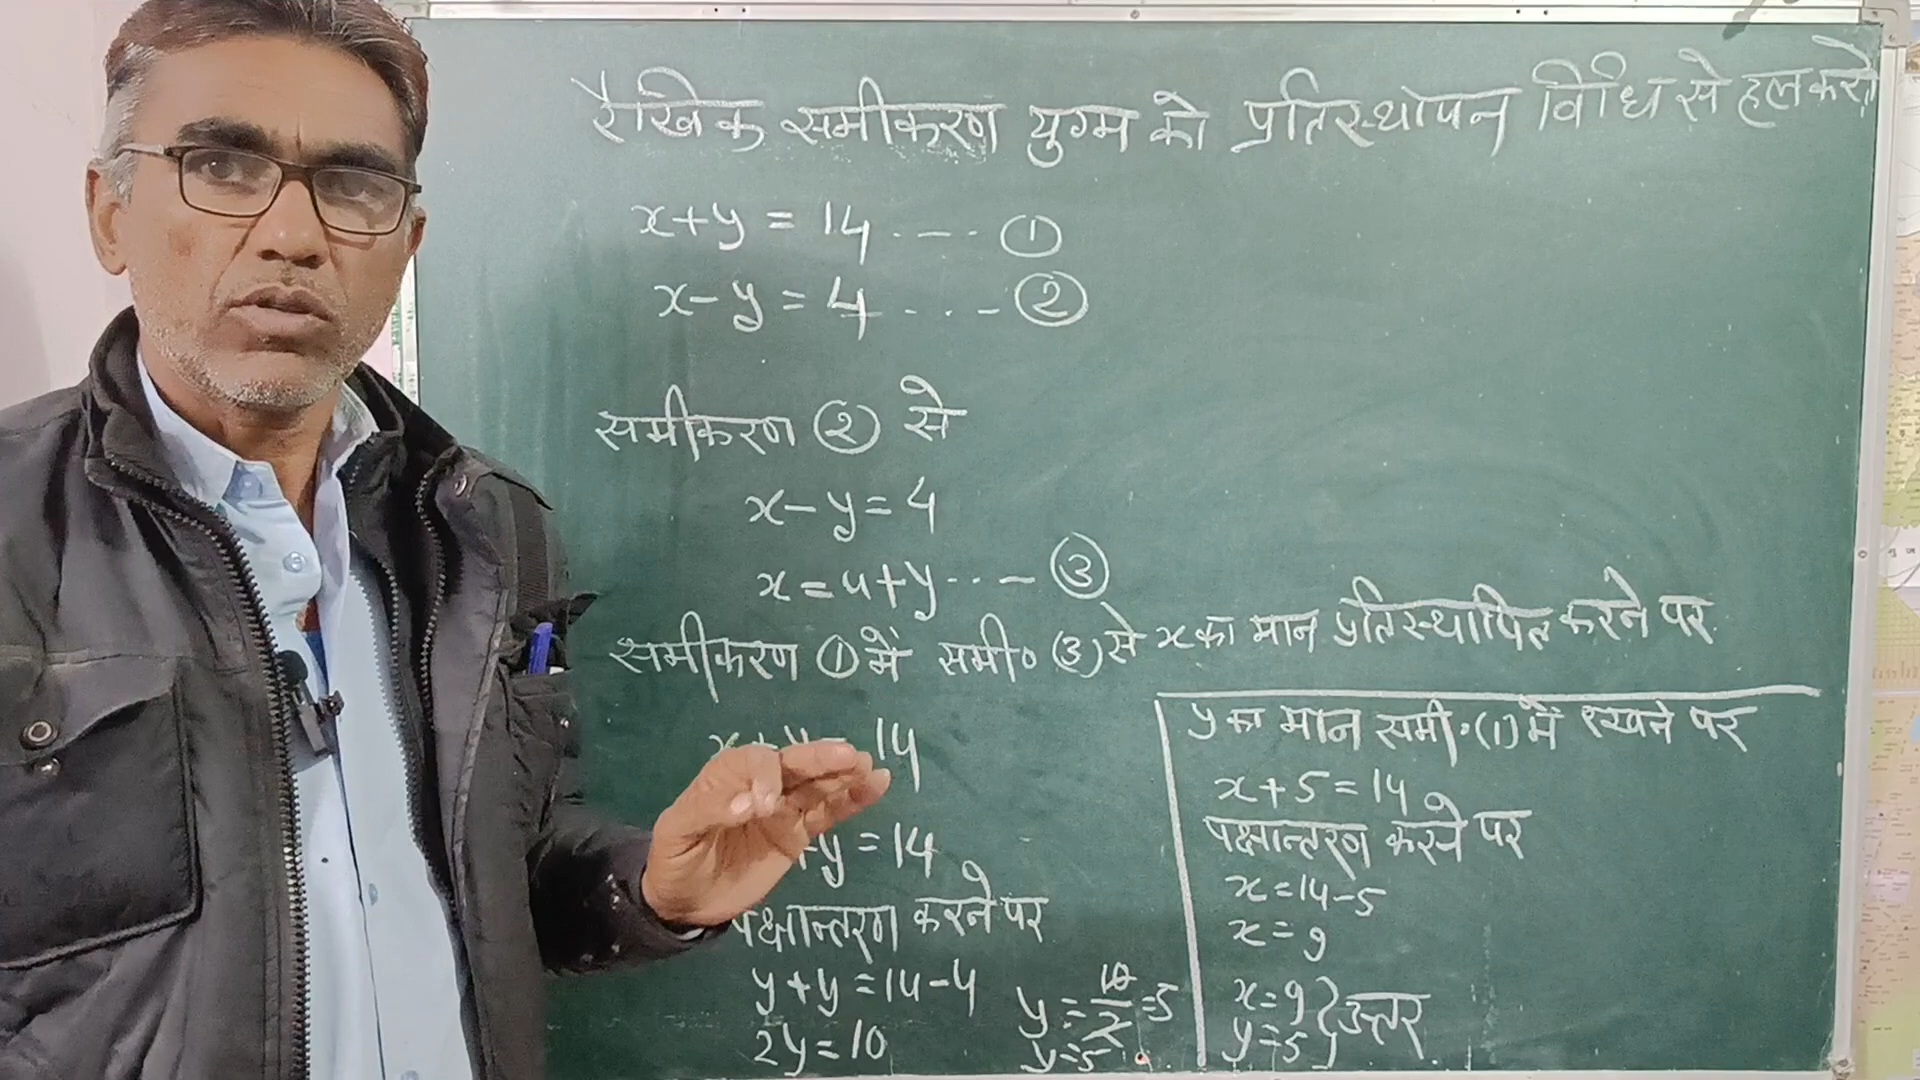 रैखिक समीकरण युग्म को प्रतिस्थापन विधि से हल करो
x+y = 14 ---- ①
x-y = 4 ...- ②
समीकरण ② से
x-y = 4
x = 4+y --- ③
समीकरण ① में समी० (3) से x का मान प्रतिस्थापित करने पर
x+y = 14
+y = 14
पक्षान्तरण करने पर
y+y = 14-4
2y = 10
y = 10/2 = 5
y = 5
y का मान समी.(1) में रखने पर
x+5 = 14
पक्षान्तरण करने पर
x = 14-5
x = 9
x = 9 } उत्तर
y = 5